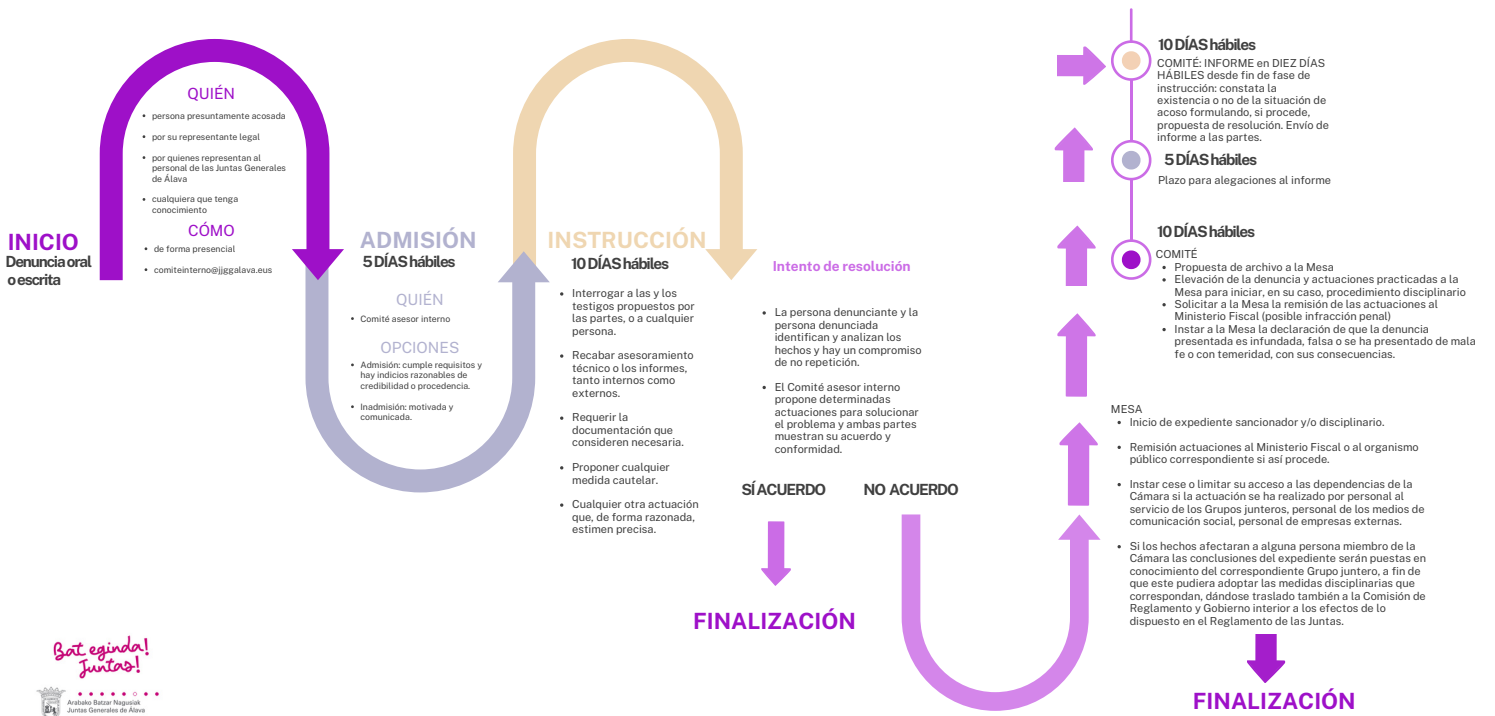 INICIO
Denuncia oral
o escrita
QUIÉN
• persona presuntamente acosada
• por su representante legal
• por quienes representan al
personal de las Juntas Generales
de Álava
• cualquiera que tenga
conocimiento
CÓMO
• de forma presencial
• comiteinterno@jjggalava.eus
ADMISIÓN
5 DÍAS hábiles
QUIÉN
• Comité asesor interno
OPCIONES
• Admisión: cumple requisitos y
hay indicios razonables de
credibilidad o procedencia.
• Inadmisión: motivada y
comunicada.
INSTRUCCIÓN
10 DÍAS hábiles
• Interrogar a las y los
testigos propuestos por
las partes, o a cualquier
persona.
• Recabar asesoramiento
técnico o los informes,
tanto internos como
externos.
• Requerir la
documentación que
consideren necesaria.
• Proponer cualquier
medida cautelar.
• Cualquier otra actuación
que, de forma razonada,
estimen precisa.
Intento de resolución
• La persona denunciante y la
persona denunciada
identifican y analizan los
hechos y hay un compromiso
de no repetición.
• El Comité asesor interno
propone determinadas
actuaciones para solucionar
el problema y ambas partes
muestran su acuerdo y
conformidad.
SÍ ACUERDO
NO ACUERDO
FINALIZACIÓN
10 DÍAS hábiles
COMITÉ: INFORME en DIEZ DÍAS
HÁBILES desde fin de fase de
instrucción: constata la
existencia o no de la situación de
acoso formulando, si procede,
propuesta de resolución. Envío de
informe a las partes.
5 DÍAS hábiles
Plazo para alegaciones al informe
10 DÍAS hábiles
COMITÉ
• Propuesta de archivo a la Mesa
• Elevación de la denuncia y actuaciones practicadas a la
Mesa para iniciar, en su caso, procedimiento disciplinario
• Solicitar a la Mesa la remisión de las actuaciones al
Ministerio Fiscal (posible infracción penal)
• Instar a la Mesa la declaración de que la denuncia
presentada es infundada, falsa o se ha presentado de mala
fe o con temeridad, con sus consecuencias.
MESA
• Inicio de expediente sancionador y/o disciplinario.
• Remisión actuaciones al Ministerio Fiscal o al organismo
público correspondiente si así procede.
• Instar cese o limitar su acceso a las dependencias de la
Cámara si la actuación se ha realizado por personal al
servicio de los Grupos junteros, personal de los medios de
comunicación social, personal de empresas externas.
• Si los hechos afectaran a alguna persona miembro de la
Cámara las conclusiones del expediente serán puestas en
conocimiento del correspondiente Grupo juntero, a fin de
que este pudiera adoptar las medidas disciplinarias que
correspondan, dándose traslado también a la Comisión de
Reglamento y Gobierno interior a los efectos de lo
dispuesto en el Reglamento de las Juntas.
FINALIZACIÓN
Bat eginda!
Juntas!
Arabako Batzar Nagusiak
Juntas Generales de Álava